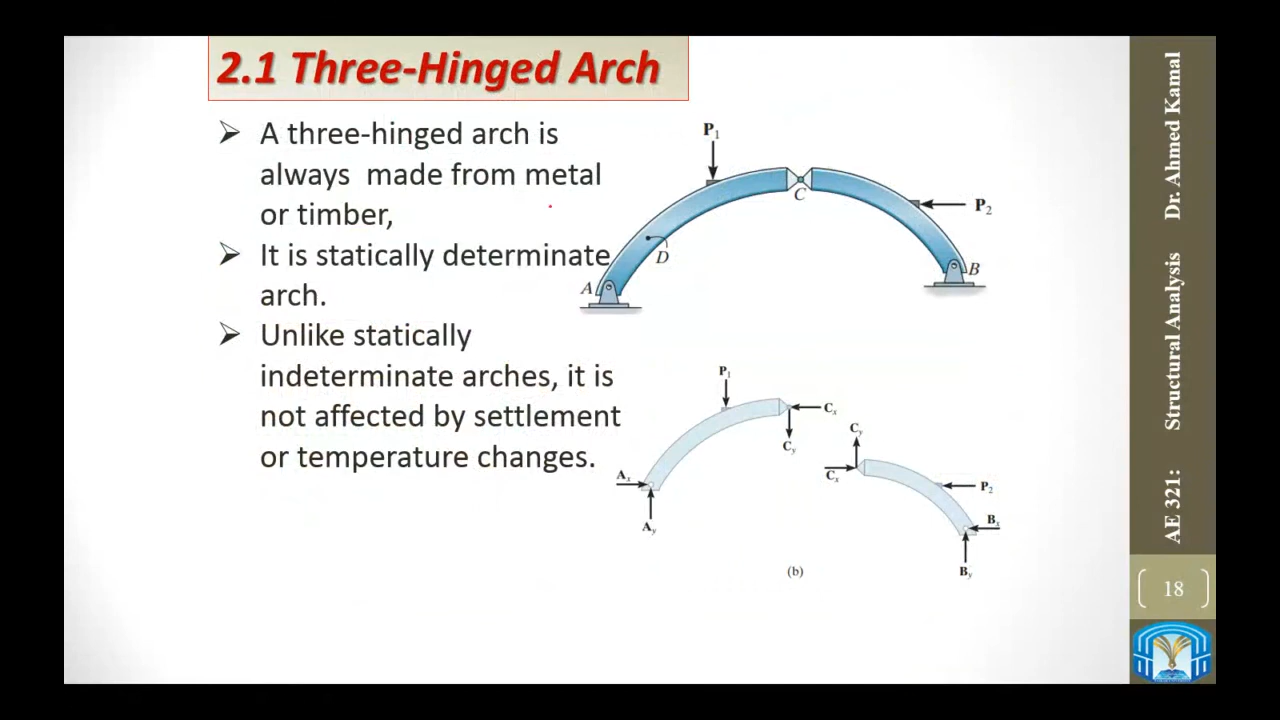 2.1 Three-Hinged Arch
➢ A three-hinged arch is
always made from metal
or timber,
➢ It is statically determinate
arch.
➢ Unlike statically
indeterminate arches, it is
not affected by settlement
or temperature changes.
P1
C
P2
D
A
B
P1
Cx
Cy
Ax
Ay
Cy
Cx
P2
Bx
By
(b)
AE 321: Structural Analysis Dr. Ahmed Kamal
18